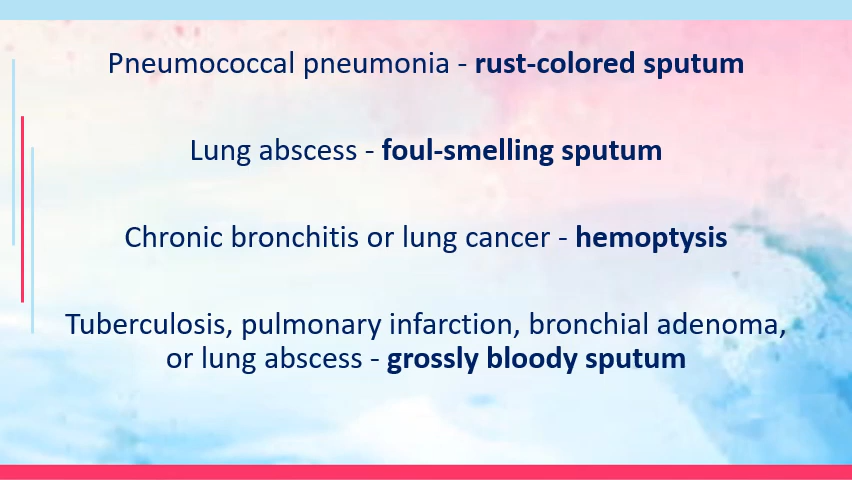 Pneumococcal pneumonia - rust-colored sputum
Lung abscess - foul-smelling sputum
Chronic bronchitis or lung cancer - hemoptysis
Tuberculosis, pulmonary infarction, bronchial adenoma,
or lung abscess - grossly bloody sputum